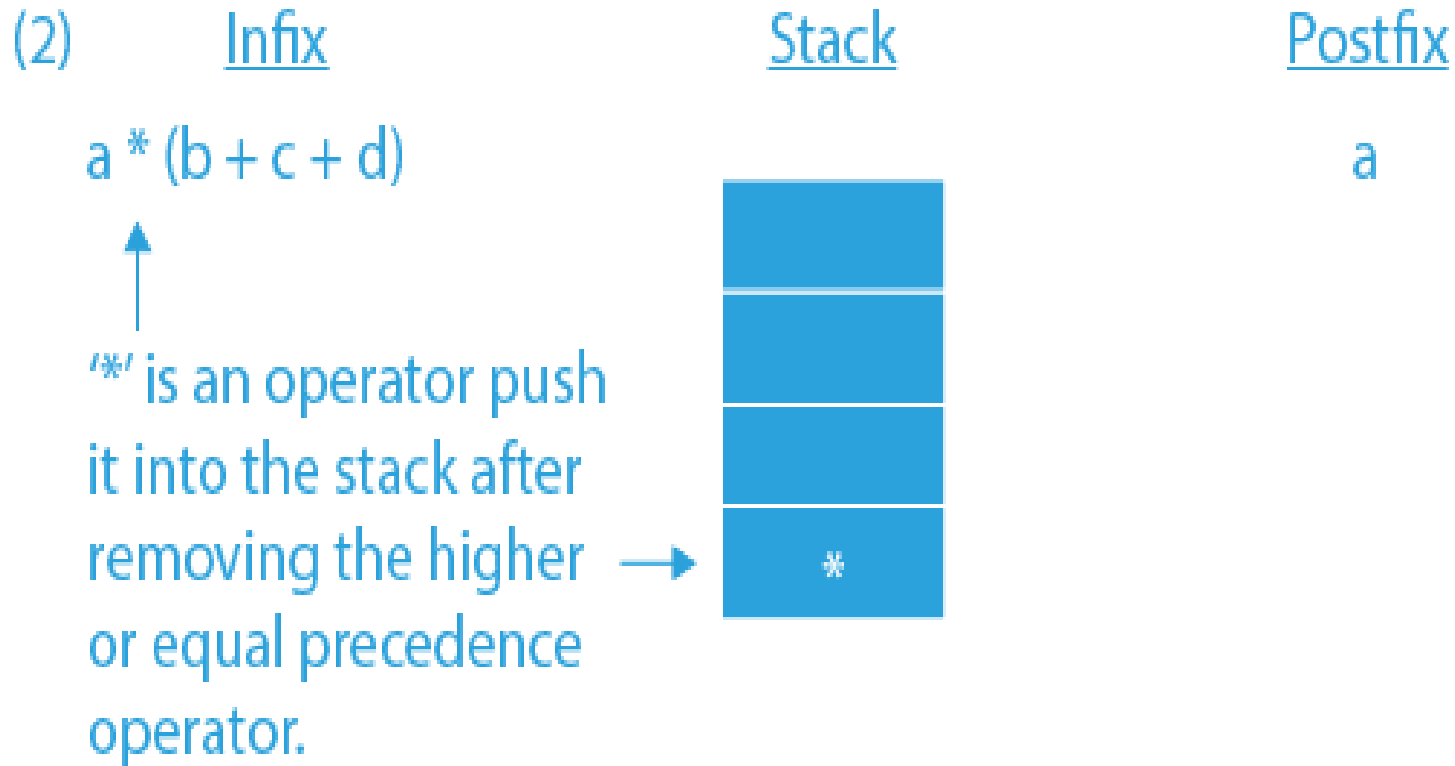 (2) Infix Stack Postfix
a * (b + c + d) a
‘*’ is an operator push
it into the stack after
removing the higher
or equal precedence
operator.
*